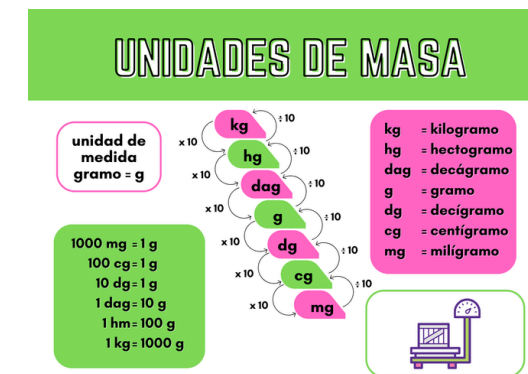 UNIDADES DE MASA
unidad de
medida
gramo = g
1000 mg = 1 g
100 cg = 1 g
10 dg = 1 g
1 dag = 10 g
1 hm = 100 g
1 kg = 1000 g
kg
÷ 10
x 10
hg
÷ 10
x 10
dag
÷ 10
x 10
g
÷ 10
x 10
dg
÷ 10
x 10
cg
÷ 10
x 10
mg
kg = kilogramo
hg = hectogramo
dag = decágramo
g = gramo
dg = decígramo
cg = centígramo
mg = milígramo